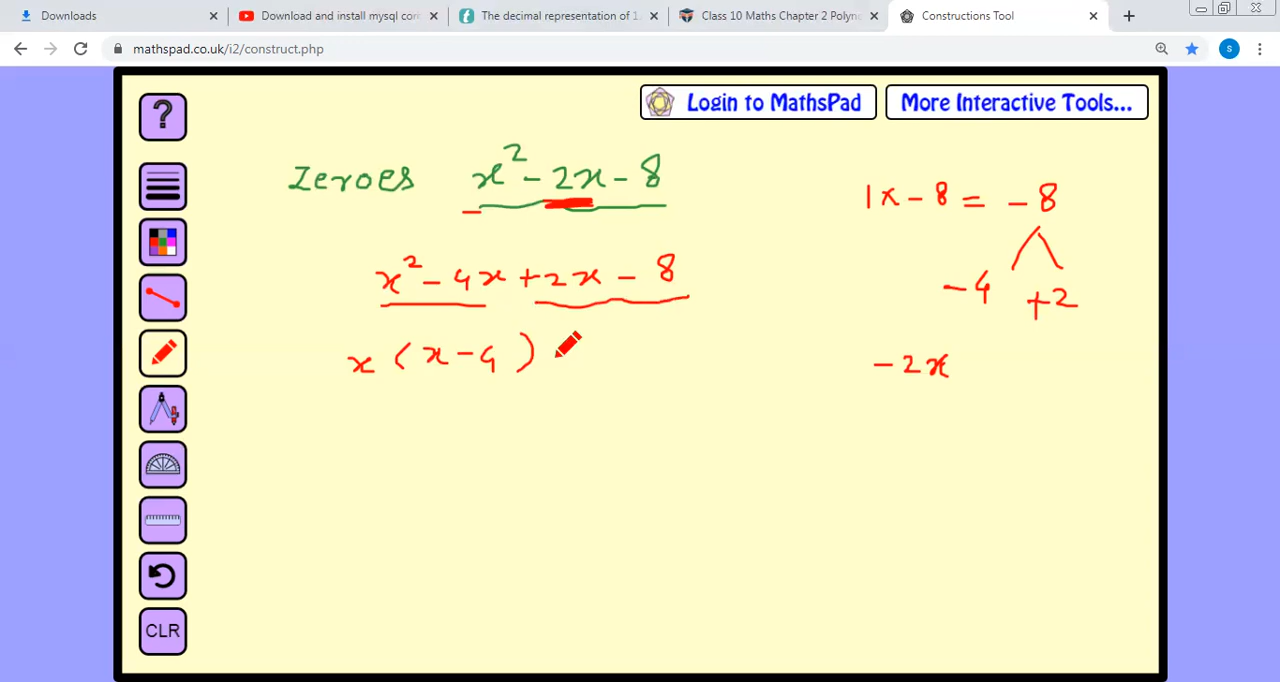 Downloads
Download and install mysql con
The decimal representation of 1
Class 10 Maths Chapter 2 Polyn
Constructions Tool
mathspad.co.uk/i2/construct.php
S
?
Login to MathsPad
More Interactive Tools...
zeroes x² - 2x - 8
1 x - 8 = - 8
x² - 4x + 2x - 8
- 4 + 2
x ( x - 4 )
- 2x
CLR